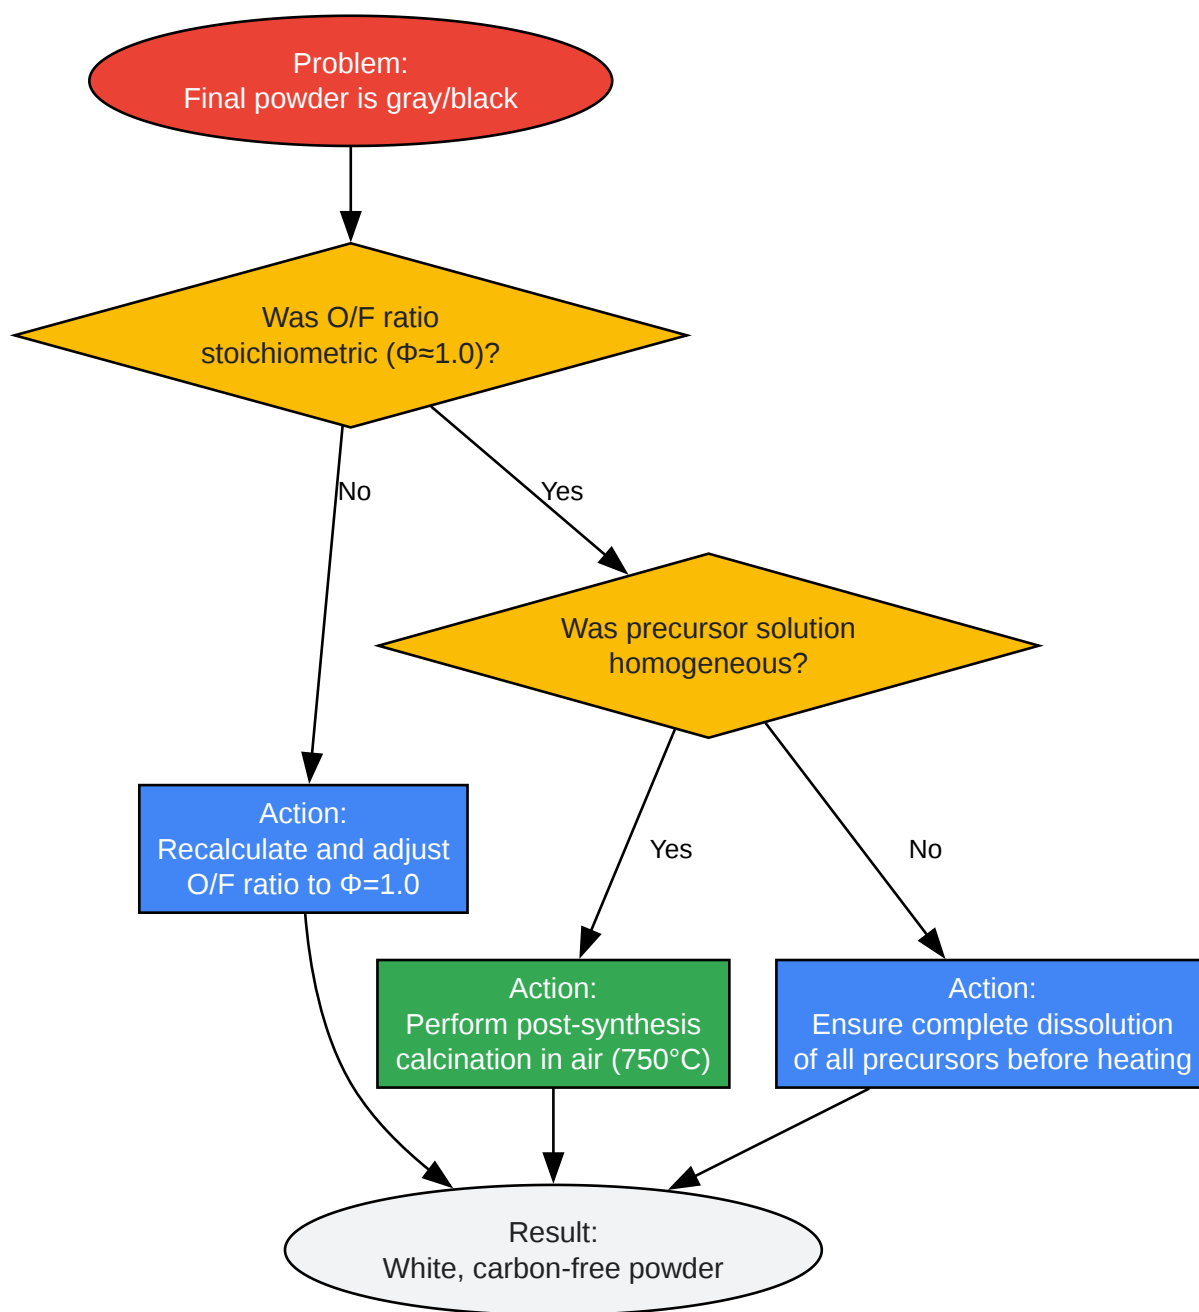 Problem:
Final powder is gray/black
Was O/F ratio
stoichiometric (Φ≈1.0)?
No
Yes
Was precursor solution
homogeneous?
Action:
Recalculate and adjust
O/F ratio to Φ=1.0
Yes
No
Action:
Perform post-synthesis
calcination in air (750°C)
Action:
Ensure complete dissolution
of all precursors before heating
Result:
White, carbon-free powder